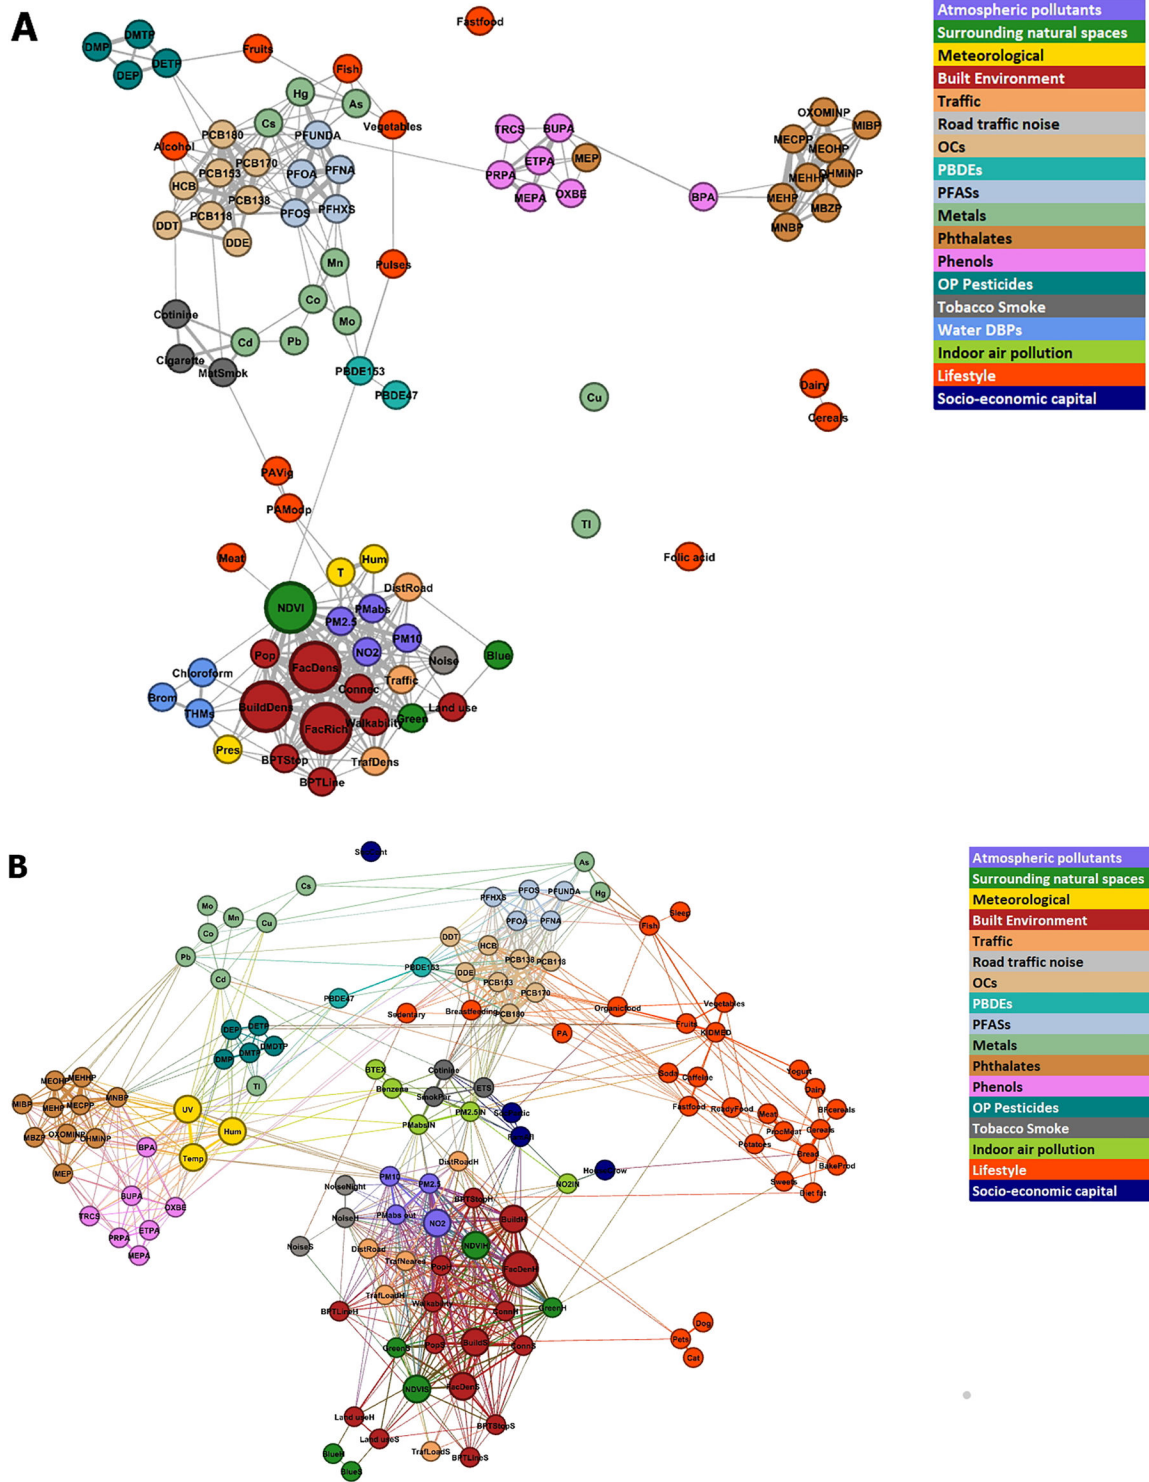 A
Fastfood
DMTP
DMP
DEP
DETP
Fruits
Fish
Hg
As
Cs
Vegetables
Alcohol
PCB180
PFUNDA
PCB170
PCB153
PFOA
PFNA
HCB
PCB138
PCB118
PFOS
PFHXS
DDT
DDE
TRCS
BUPA
ETPA
MEP
PRPA
MEPA
OXBE
BPA
OXOMINP
MIBP
MECPP
MEOHP
MEHHP
OHMINP
MEHP
MBZP
MNBP
Mn
Pulses
Co
Mo
Cotinine
Cd
Pb
Cigarette
MatSmok
PBDE153
PBDE47
Cu
Dairy
Cereals
PAVig
PAModp
Tl
Folic acid
Meat
T
Hum
DistRoad
NDVI
PMabs
PM2.5
PM10
NO2
Pop
FacDens
Noise
Blue
Chloroform
Connec
Traffic
Brom
THMs
BuildDens
FacRich
Walkability
Green
Land use
Pres
BPTStop
TrafDens
BPTLine
Atmospheric pollutants
Surrounding natural spaces
Meteorological
Built Environment
Traffic
Road traffic noise
OCs
PBDEs
PFASs
Metals
Phthalates
Phenols
OP Pesticides
Tobacco Smoke
Water DBPs
Indoor air pollution
Lifestyle
Socio-economic capital
B
As
Cs
Hg
Mo
Mn
Cu
Co
Pb
Cd
PFHXS
PFOS
PFUNDA
PFOA
PFNA
Sleep
Fish
DDT
HCB
PCB138
PCB118
PBDE153
DDE
PCB153
PCB170
PBDE47
Sedentary
Breastfeeding
PCB180
Organicfood
Vegetables
Fruits
KIDMED
PA
DEP
DETP
DMTP
DMDTP
DMP
Tl
BTEX
Cotinine
Benzene
SmokPar
ETS
PM2.5IN
PMabsIN
Soda
Caffeine
Yogurt
Dairy
Fastfood
ReadyFood
Meat
BFcereals
ProcMeat
Cereals
Potatoes
Bread
BakeProd
Sweets
Diet fat
MEOHP
MEHHP
MIBP
MEHP
MECPP
MNBP
MBZP
OXOMINP
OHMINP
MEP
UV
Hum
Temp
BPA
BUPA
OXBE
TRCS
ETPA
PRPA
MEPA
DistRoadH
NO2IN
PM10
PM2.5
NoiseNight
BPTStopH
NoiseH
PMabs out
NO2
BuildH
NoiseS
DistRoad
NDVIH
PopH
FacDenH
TrafLoadH
Walkability
ConnH
GreenH
BPTLineH
GreenS
PopS
BuildS
ConnS
NDVIS
FacDenS
Dog
Pets
Cat
Land useH
Land useS
BPTStopS
BlueH
BlueS
TrafLoadS
BPTLineS
Atmospheric pollutants
Surrounding natural spaces
Meteorological
Built Environment
Traffic
Road traffic noise
OCs
PBDEs
PFASs
Metals
Phthalates
Phenols
OP Pesticides
Tobacco Smoke
Indoor air pollution
Lifestyle
Socio-economic capital